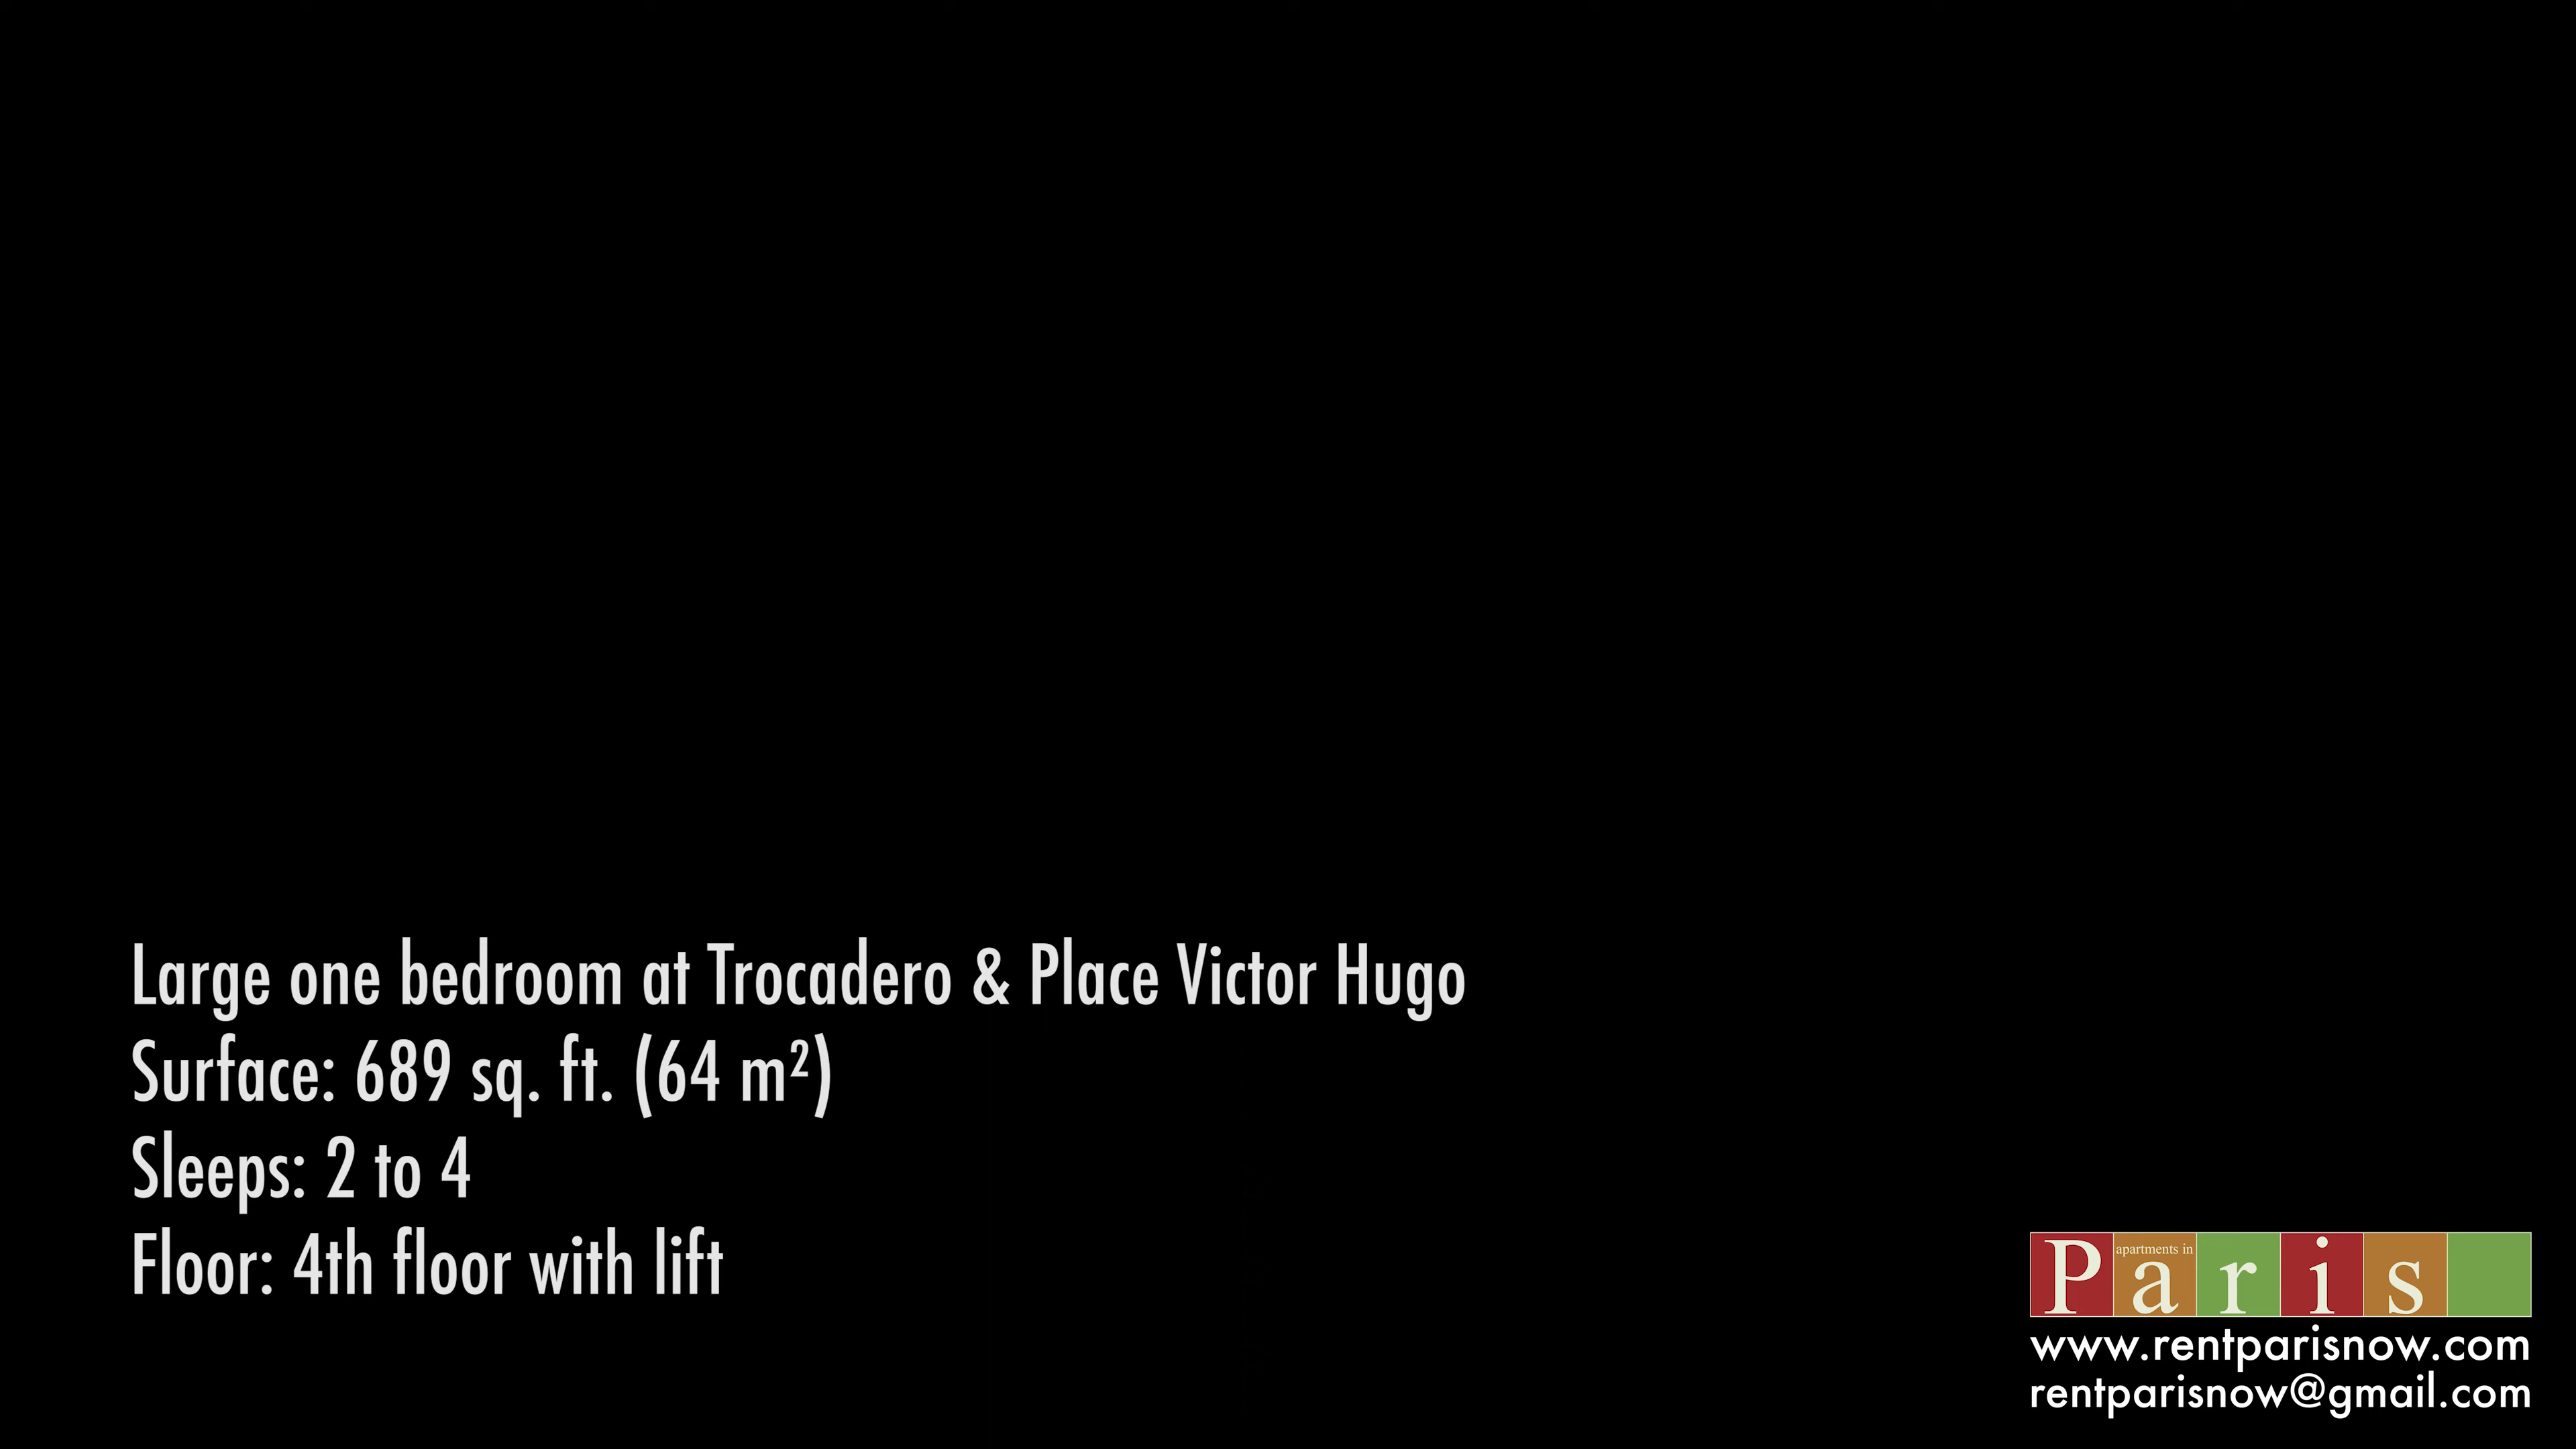 Large one bedroom at Trocadero & Place Victor Hugo
Surface: 689 sq. ft. (64 m²)
Sleeps: 2 to 4
Floor: 4th floor with lift
apartments in
Paris
www.rentparisnow.com
rentparisnow@gmail.com